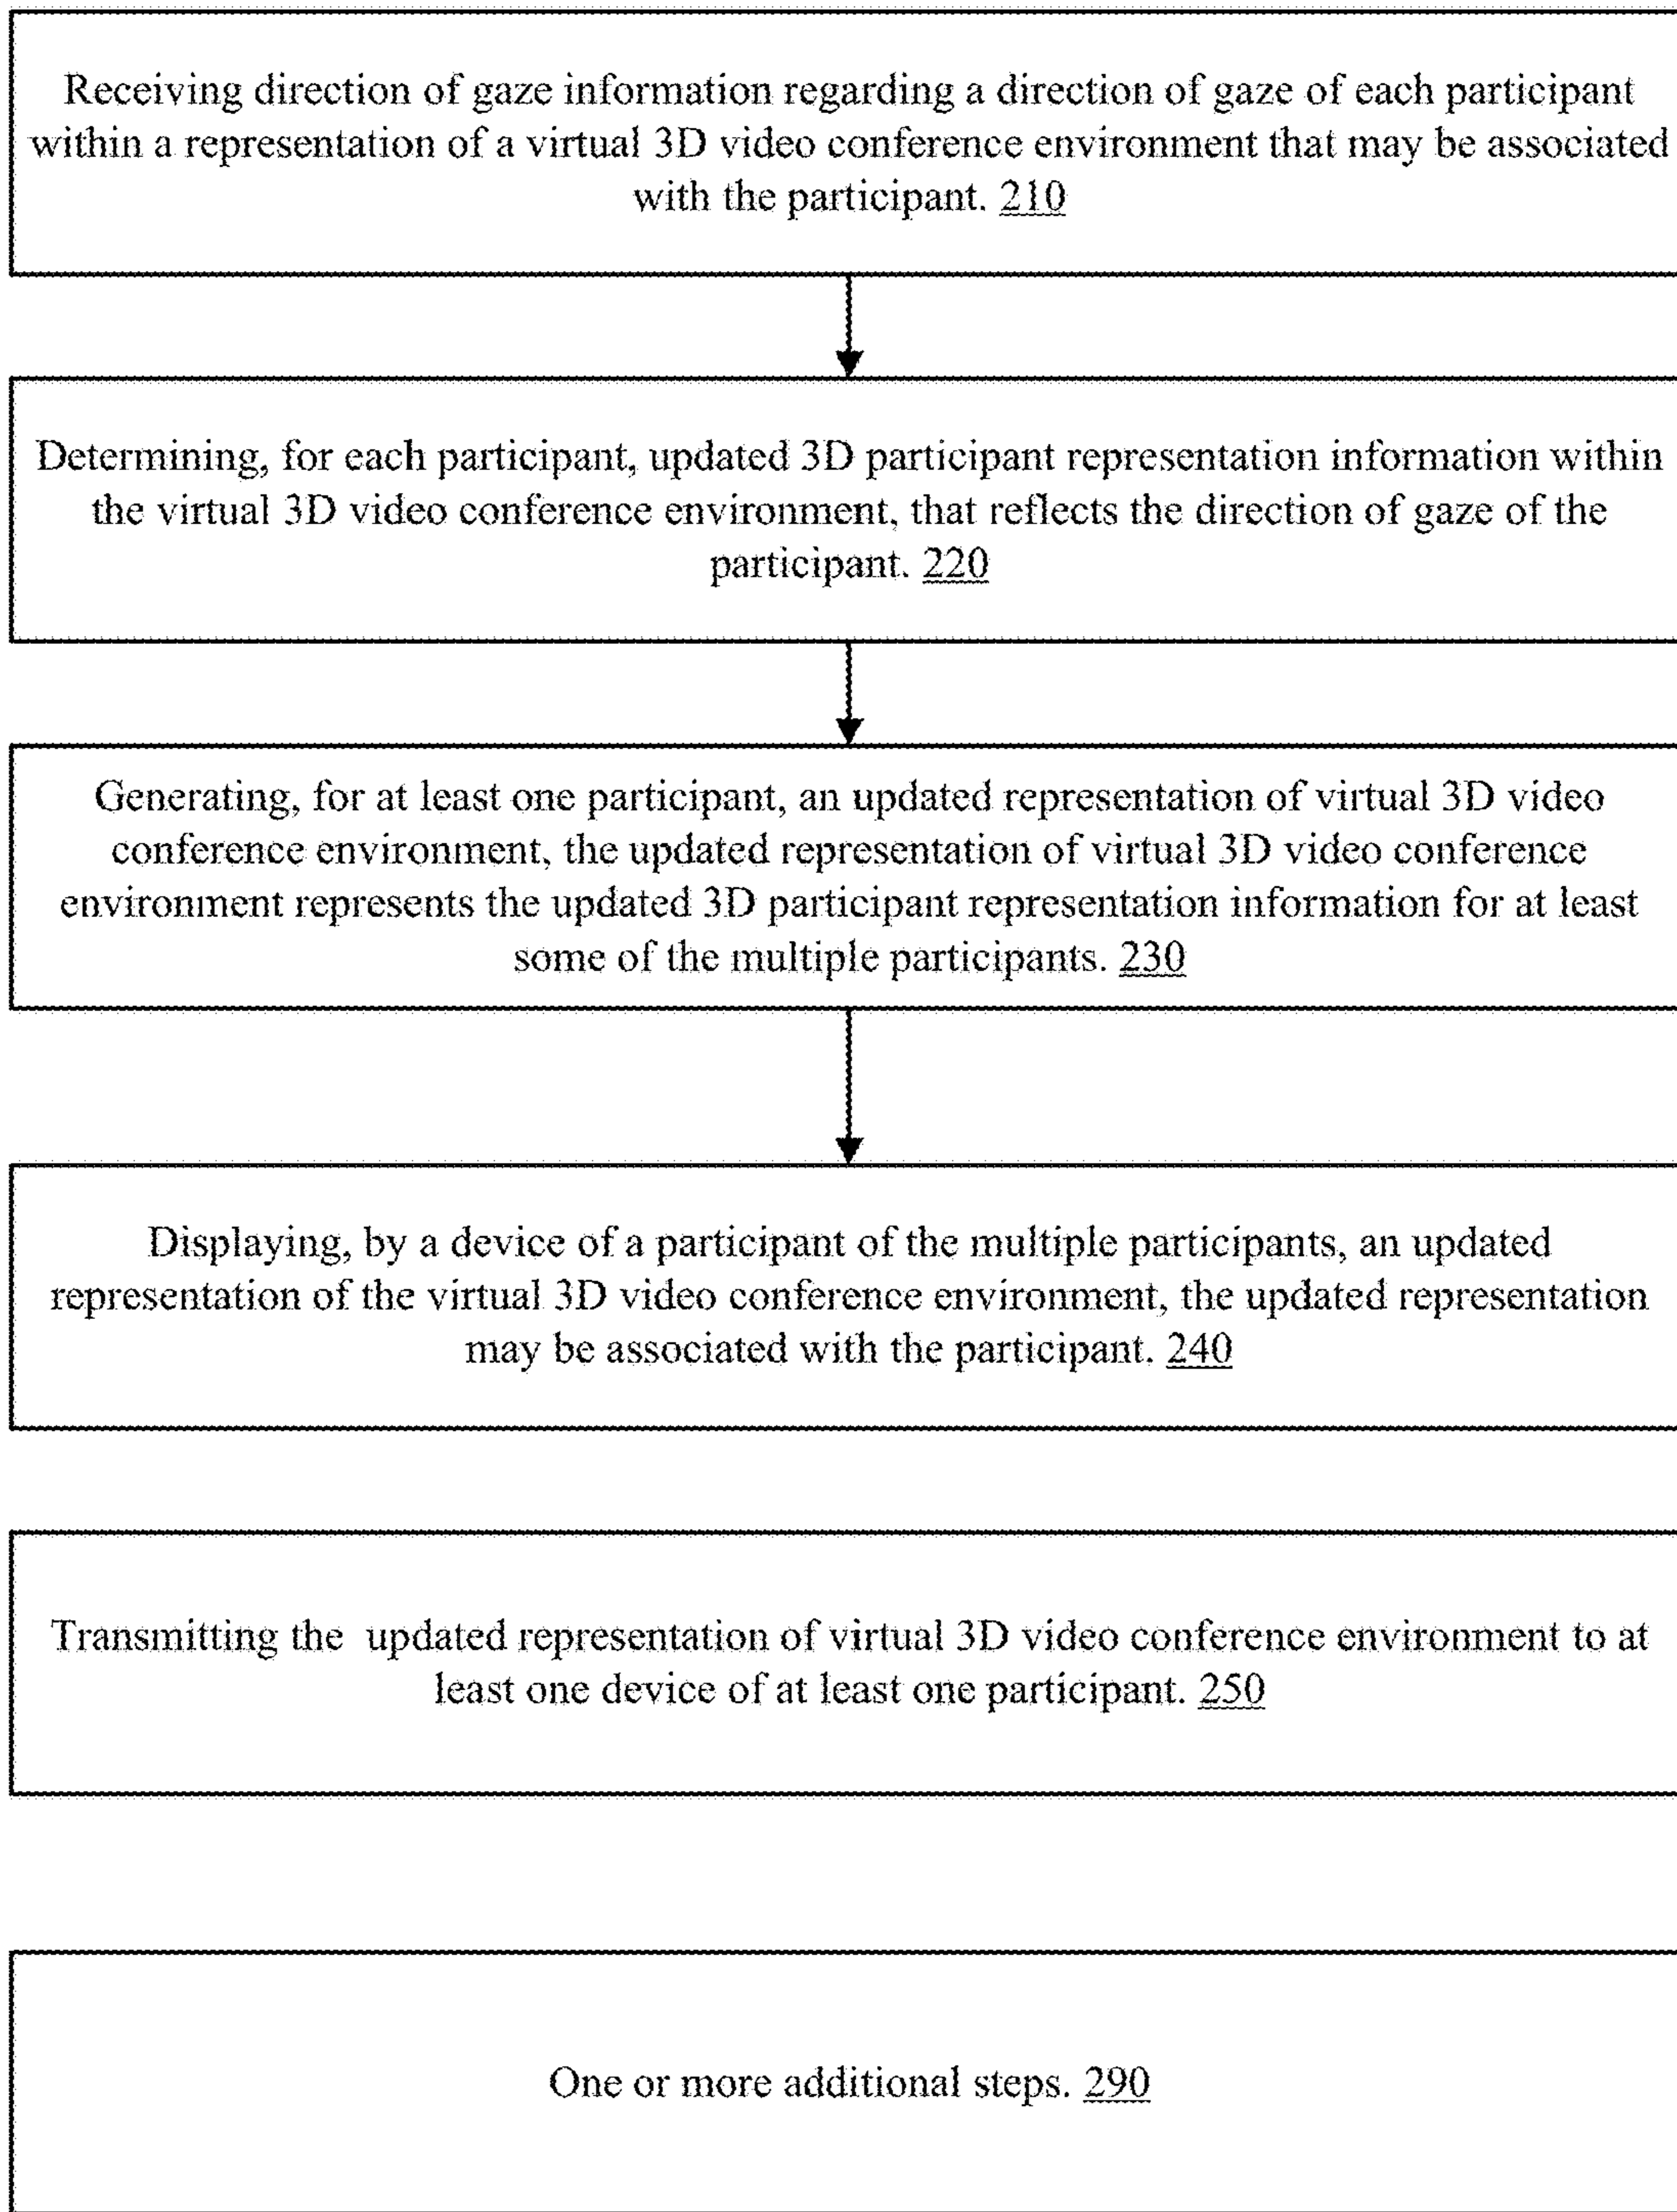 Receiving direction of gaze information regarding a direction of gaze of each participant
within a representation of a virtual 3D video conference environment that may be associated
with the participant. 210
Determining, for each participant, updated 3D participant representation information within
the virtual 3D video conference environment, that reflects the direction of gaze of the
participant. 220
Generating, for at least one participant, an updated representation of virtual 3D video
conference environment, the updated representation of virtual 3D video conference
environment represents the updated 3D participant representation information for at least
some of the multiple participants. 230
Displaying, by a device of a participant of the multiple participants, an updated
representation of the virtual 3D video conference environment, the updated representation
may be associated with the participant. 240
Transmitting the updated representation of virtual 3D video conference environment to at
least one device of at least one participant. 250
One or more additional steps. 290